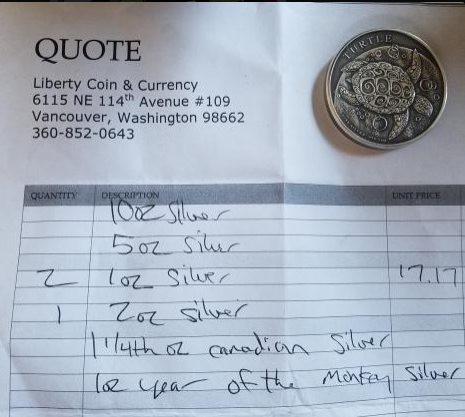 QUOTE
TURTLE
Liberty Coin & Currency
6115 NE 114th Avenue #109
Vancouver, Washington 98662
360-852-0643
QUANTITY DESCRIPTION UNIT PRICE
10oz Silver
5oz Silver
2 1oz Silver 17.17
1 2oz silver
1 1/4th oz canadian Silver
1oz year of the Monkey Silver